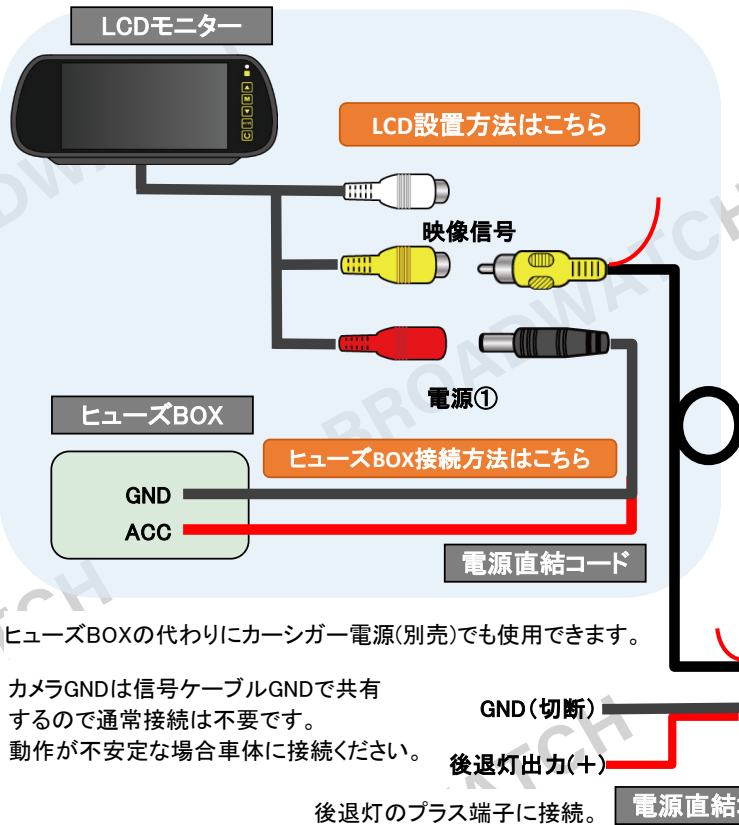 LCDモニター
LCD設置方法はこちら
映像信号
電源①
ヒューズBOX
ヒューズBOX接続方法はこちら
GND
ACC
電源直結コード
ヒューズBOXの代わりにカーシガー電源(別売)でも使用できます。
カメラGNDは信号ケーブルGNDで共有
するので通常接続は不要です。
動作が不安定な場合車体に接続ください。
GND(切断)
後退灯出力(+)
後退灯のプラス端子に接続。
電源直結
BROADWATCH